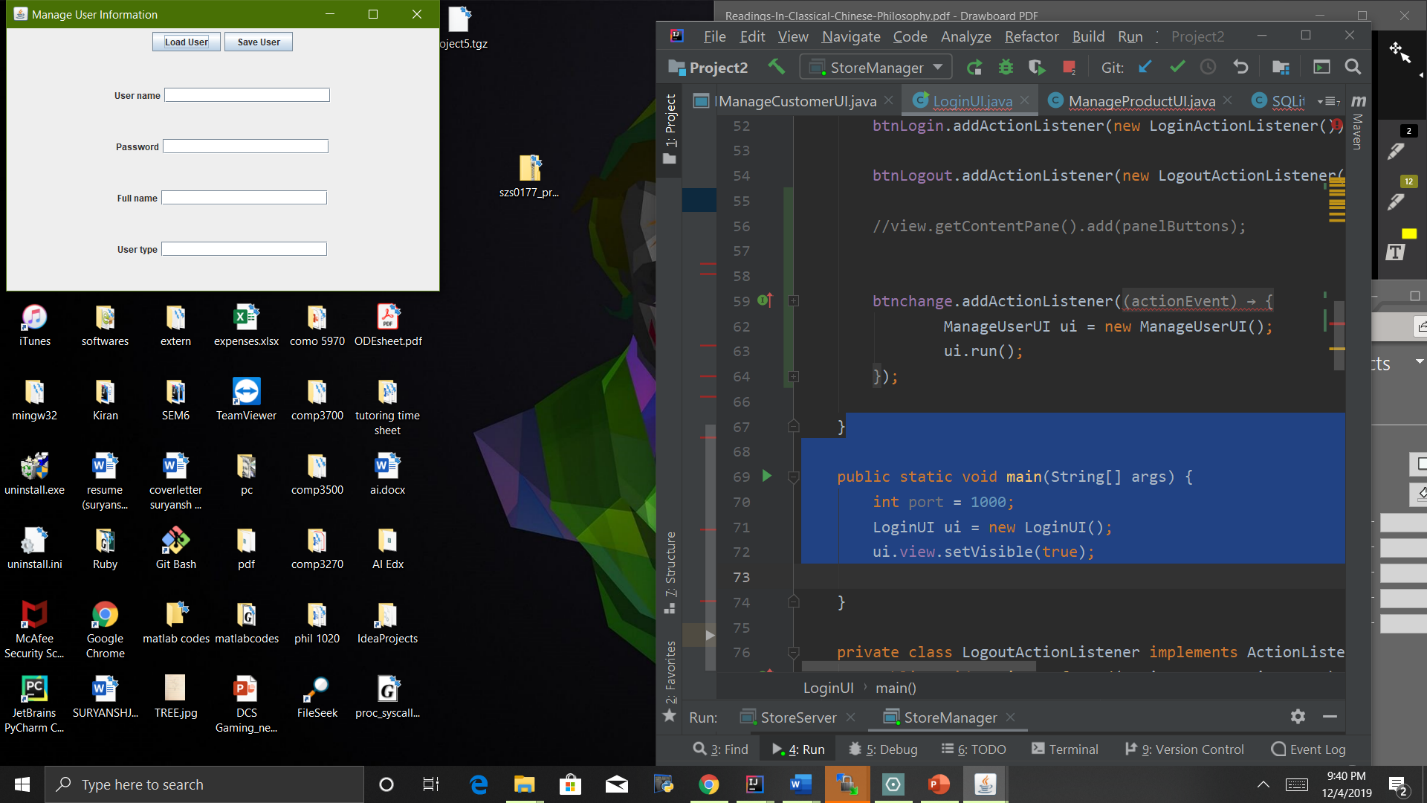 Manage User Information
Load User
Save User
User name
Password
Full name
User type
oject5.tgz
szs0177_pr...
iTunes
softwares
extern
expenses.xlsx
como 5970
ODEsheet.pdf
mingw32
Kiran
SEM6
TeamViewer
comp3700
tutoring time
sheet
uninstall.exe
resume
(suryans...
coverletter
suryansh ...
pc
comp3500
ai.docx
uninstall.ini
Ruby
Git Bash
pdf
comp3270
AI Edx
McAfee
Security Sc...
Google
Chrome
matlab codes
matlabcodes
phil 1020
IdeaProjects
JetBrains
PyCharm C...
SURYANSHJ...
TREE.jpg
DCS
Gaming_ne...
FileSeek
proc_syscall...
Readings-In-Classical-Chinese-Philosophy.pdf - Drawboard PDF
File Edit View Navigate Code Analyze Refactor Build Run Project2
Project2
StoreManager
Git:
ManageCustomerUI.java
LoginUI.java
ManageProductUI.java
SQLit
1: Project
Maven
7: Structure
2: Favorites
52 btnLogin.addActionListener(new LoginActionListener())
53
54 btnLogout.addActionListener(new LogoutActionListener(
55
56 //view.getContentPane().add(panelButtons);
57
58
59 btnchange.addActionListener((actionEvent) → {
62 ManageUserUI ui = new ManageUserUI();
63 ui.run();
64 });
66
67 }
68
69 public static void main(String[] args) {
70 int port = 1000;
71 LoginUI ui = new LoginUI();
72 ui.view.setVisible(true);
73
74 }
75
76 private class LogoutActionListener implements ActionListe
LoginUI › main()
Run:
StoreServer
StoreManager
3: Find
4: Run
5: Debug
6: TODO
Terminal
9: Version Control
Event Log
2
12
cts
Type here to search
9:40 PM
12/4/2019
2